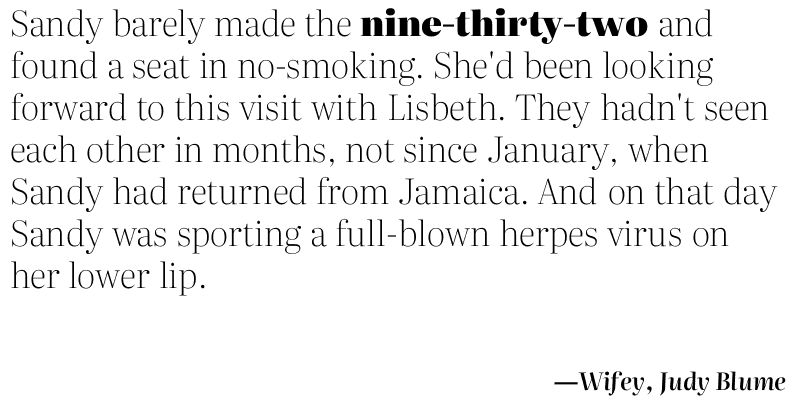 Sandy barely made the nine-thirty-two and
found a seat in no-smoking. She'd been looking
forward to this visit with Lisbeth. They hadn't seen
each other in months, not since January, when
Sandy had returned from Jamaica. And on that day
Sandy was sporting a full-blown herpes virus on
her lower lip.
—Wifey, Judy Blume